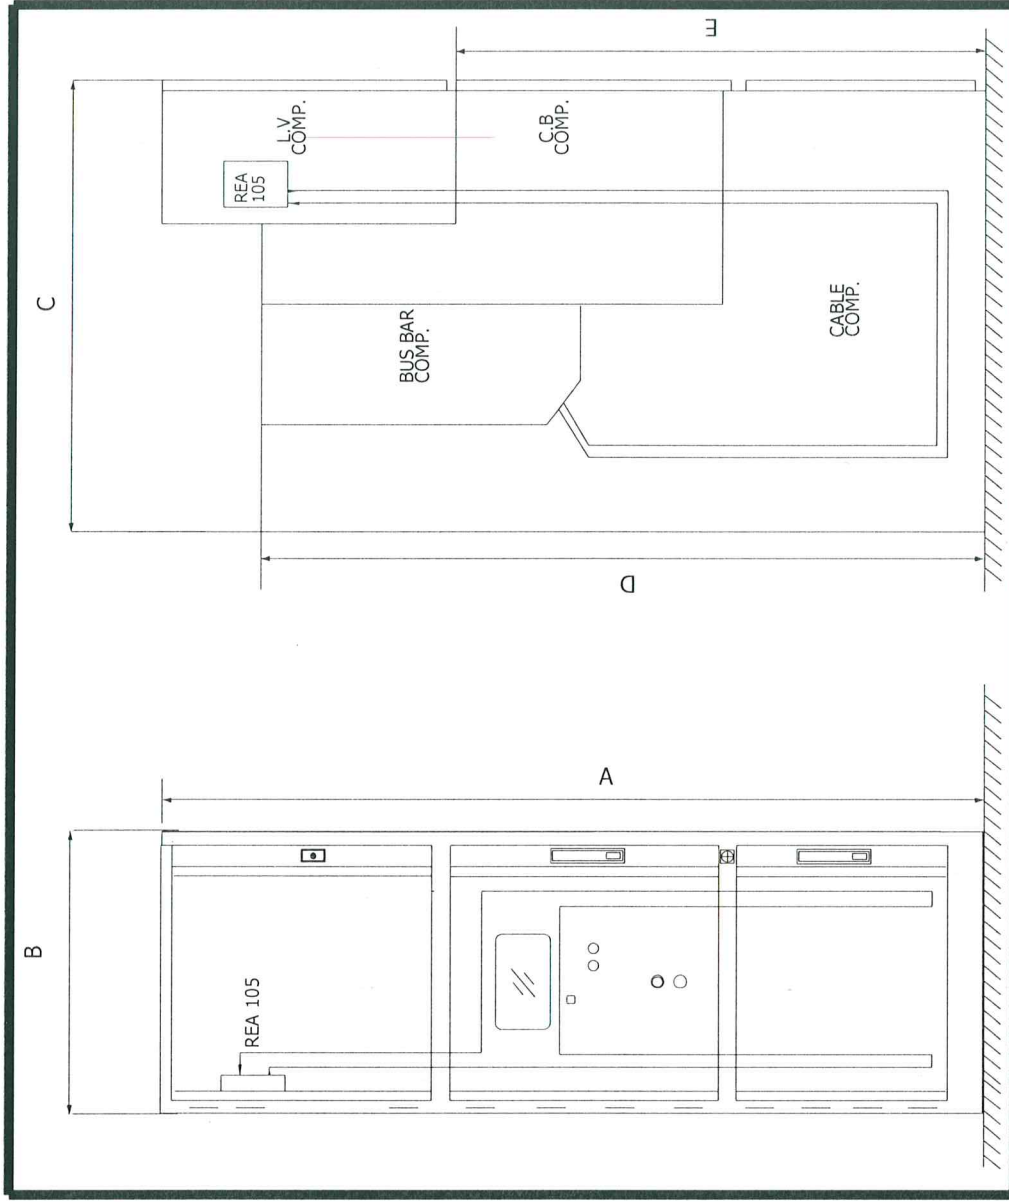 C
E
L.V
COMP.
REA
105
C.B
COMP.
BUS BAR
COMP.
CABLE
COMP.
D
B
A
REA 105